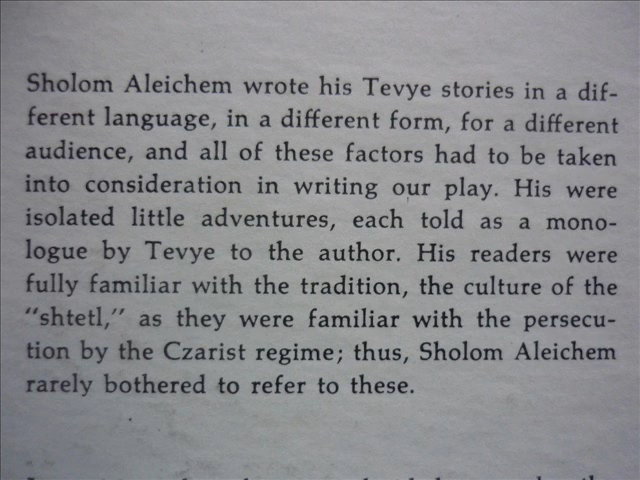 Sholom Aleichem wrote his Tevye stories in a dif-
ferent language, in a different form, for a different
audience, and all of these factors had to be taken
into consideration in writing our play. His were
isolated little adventures, each told as a mono-
logue by Tevye to the author. His readers were
fully familiar with the tradition, the culture of the
"shtetl," as they were familiar with the persecu-
tion by the Czarist regime; thus, Sholom Aleichem
rarely bothered to refer to these.